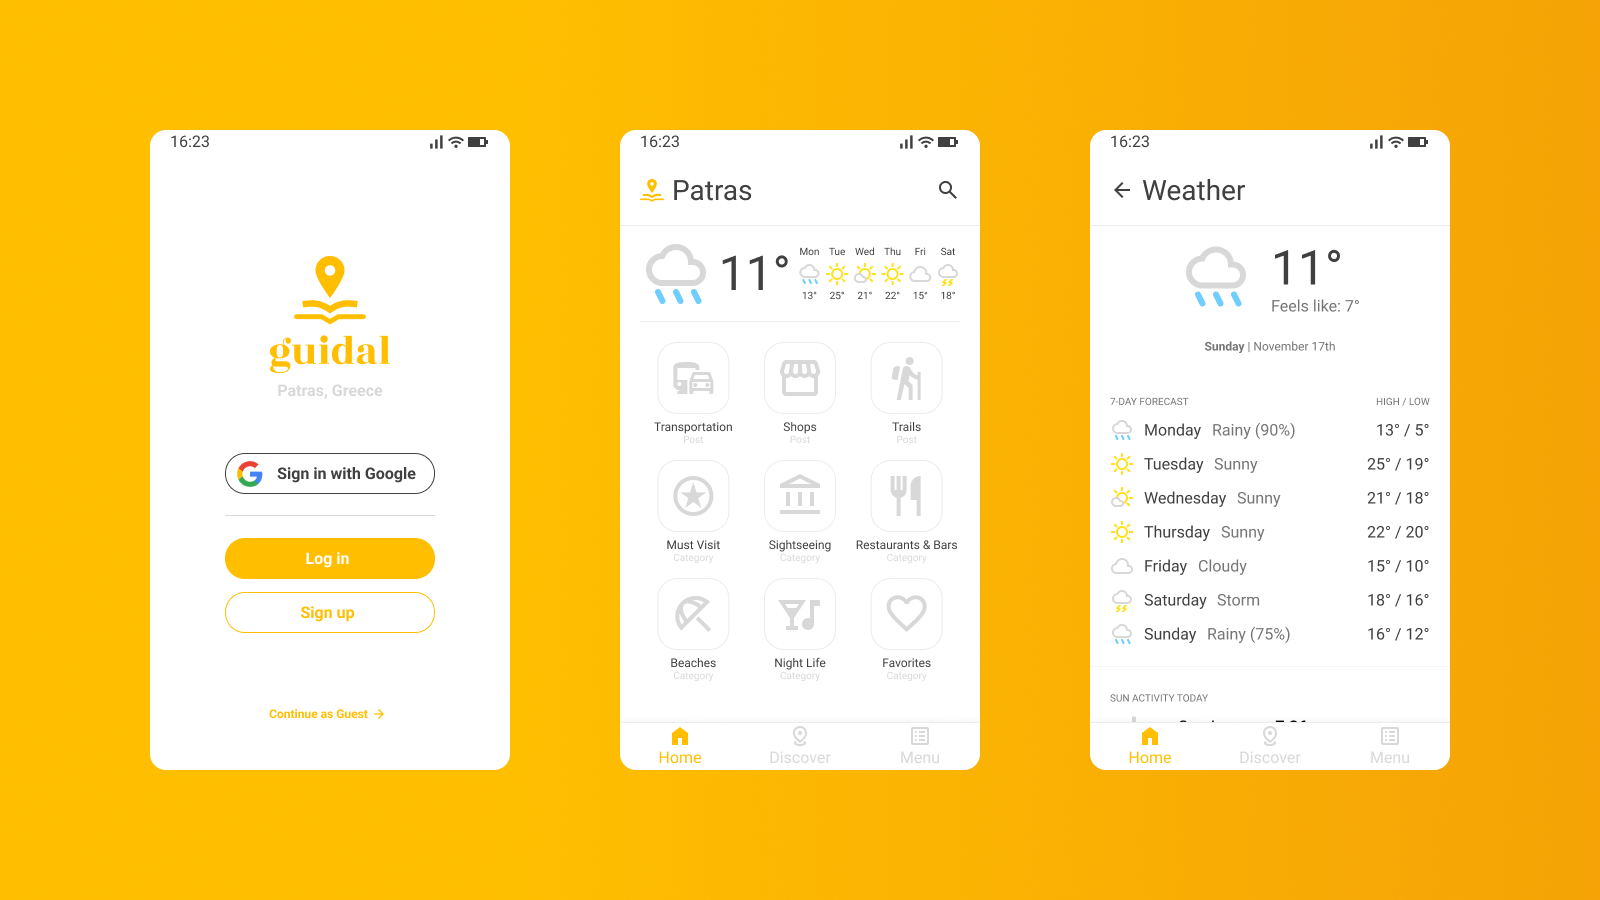 16:23
guidal
Patras, Greece
Sign in with Google
Log in
Sign up
Continue as Guest
16:23
Patras
11°
Mon Tue Wed Thu Fri Sat
13° 25° 21° 22° 15° 18°
Transportation Shops Trails
Post Post Post
Must Visit Sightseeing Restaurants & Bars
Category Category Category
Beaches Night Life Favorites
Category Category Category
Home Discover Menu
16:23
Weather
11°
Feels like: 7°
Sunday | November 17th
7-DAY FORECAST HIGH / LOW
Monday Rainy (90%) 13° / 5°
Tuesday Sunny 25° / 19°
Wednesday Sunny 21° / 18°
Thursday Sunny 22° / 20°
Friday Cloudy 15° / 10°
Saturday Storm 18° / 16°
Sunday Rainy (75%) 16° / 12°
SUN ACTIVITY TODAY
Home Discover Menu